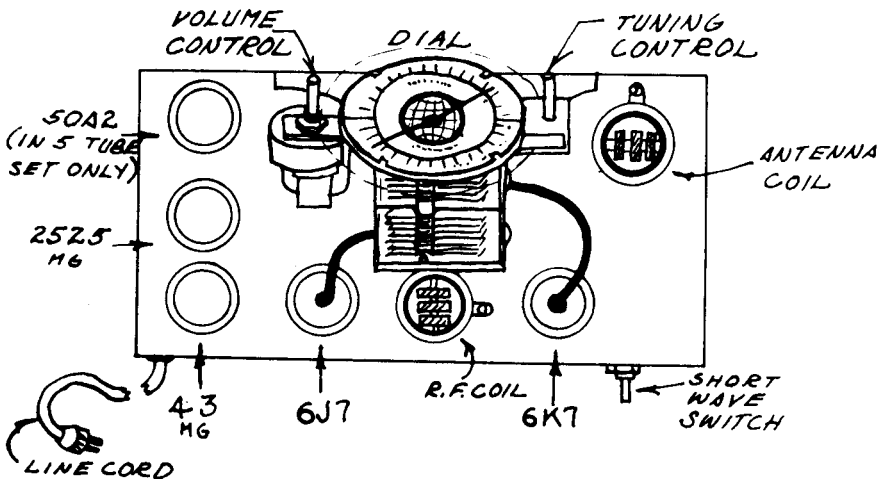 VOLUME
CONTROL
DIAL
TUNING
CONTROL
50A2
(IN 5 TUBE
SET ONLY)
ANTENNA
COIL
2525
MG
43
MG
6J7
R.F. COIL
6K7
SHORT
WAVE
SWITCH
LINE CORD